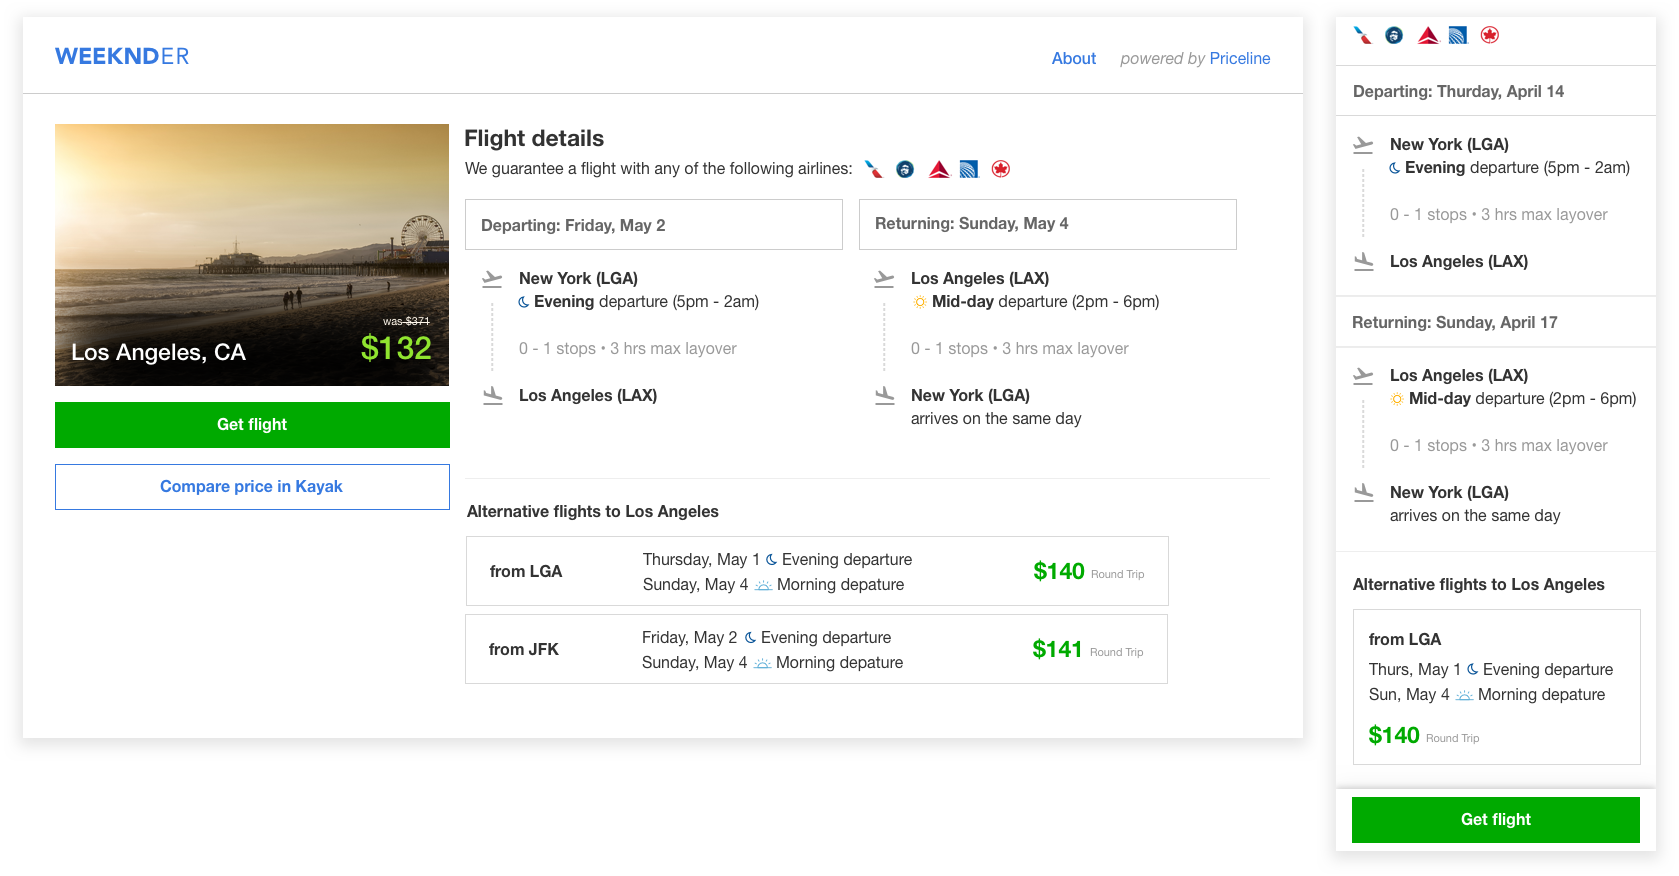 WEEKNDER
About powered by Priceline
Flight details
We guarantee a flight with any of the following airlines:
was $371
Los Angeles, CA $132
Get flight
Compare price in Kayak
Departing: Friday, May 2
New York (LGA)
Evening departure (5pm - 2am)
0 - 1 stops • 3 hrs max layover
Los Angeles (LAX)
Returning: Sunday, May 4
Los Angeles (LAX)
Mid-day departure (2pm - 6pm)
0 - 1 stops • 3 hrs max layover
New York (LGA)
arrives on the same day
Alternative flights to Los Angeles
from LGA
Thursday, May 1 Evening departure
Sunday, May 4 Morning depature
$140 Round Trip
from JFK
Friday, May 2 Evening departure
Sunday, May 4 Morning depature
$141 Round Trip
Departing: Thurday, April 14
New York (LGA)
Evening departure (5pm - 2am)
0 - 1 stops • 3 hrs max layover
Los Angeles (LAX)
Returning: Sunday, April 17
Los Angeles (LAX)
Mid-day departure (2pm - 6pm)
0 - 1 stops • 3 hrs max layover
New York (LGA)
arrives on the same day
Alternative flights to Los Angeles
from LGA
Thurs, May 1 Evening departure
Sun, May 4 Morning depature
$140 Round Trip
Get flight